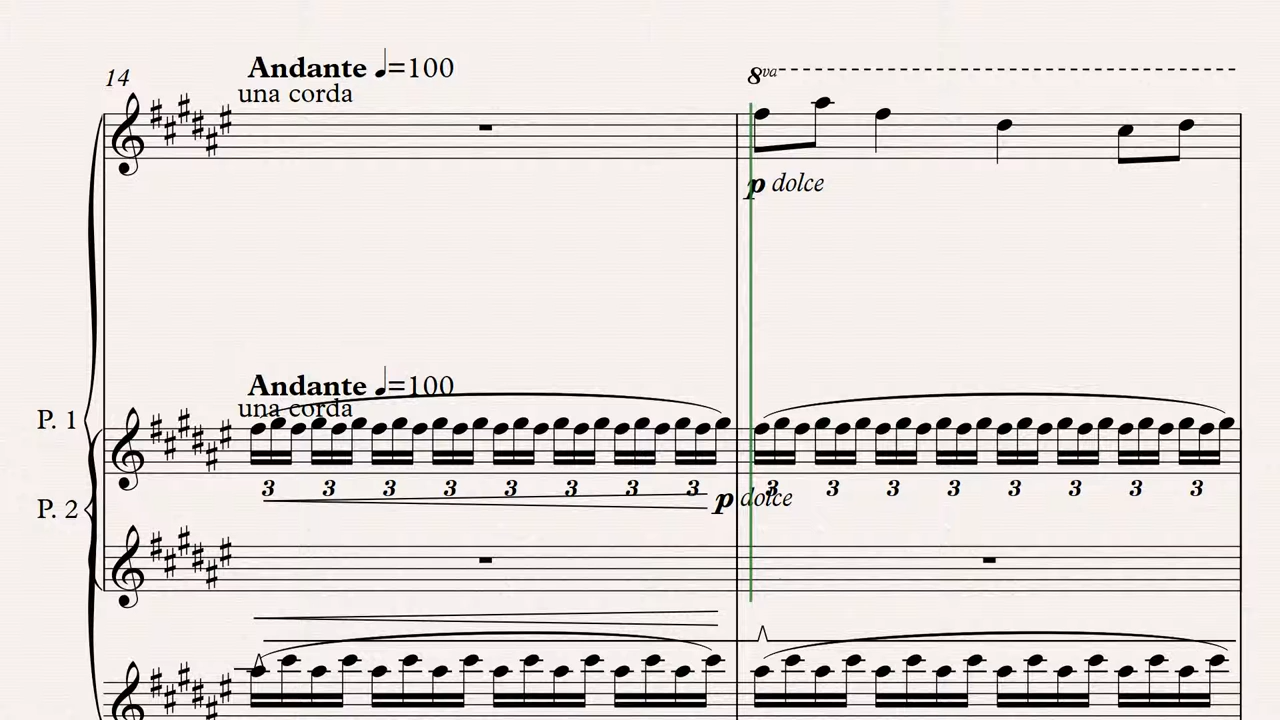 14
Andante ♩=100
una corda
8va
p dolce
Andante ♩=100
una corda
P. 1
3 3 3 3 3 3 3 3 3 3 3 3 3 3 3 3
p dolce
P. 2